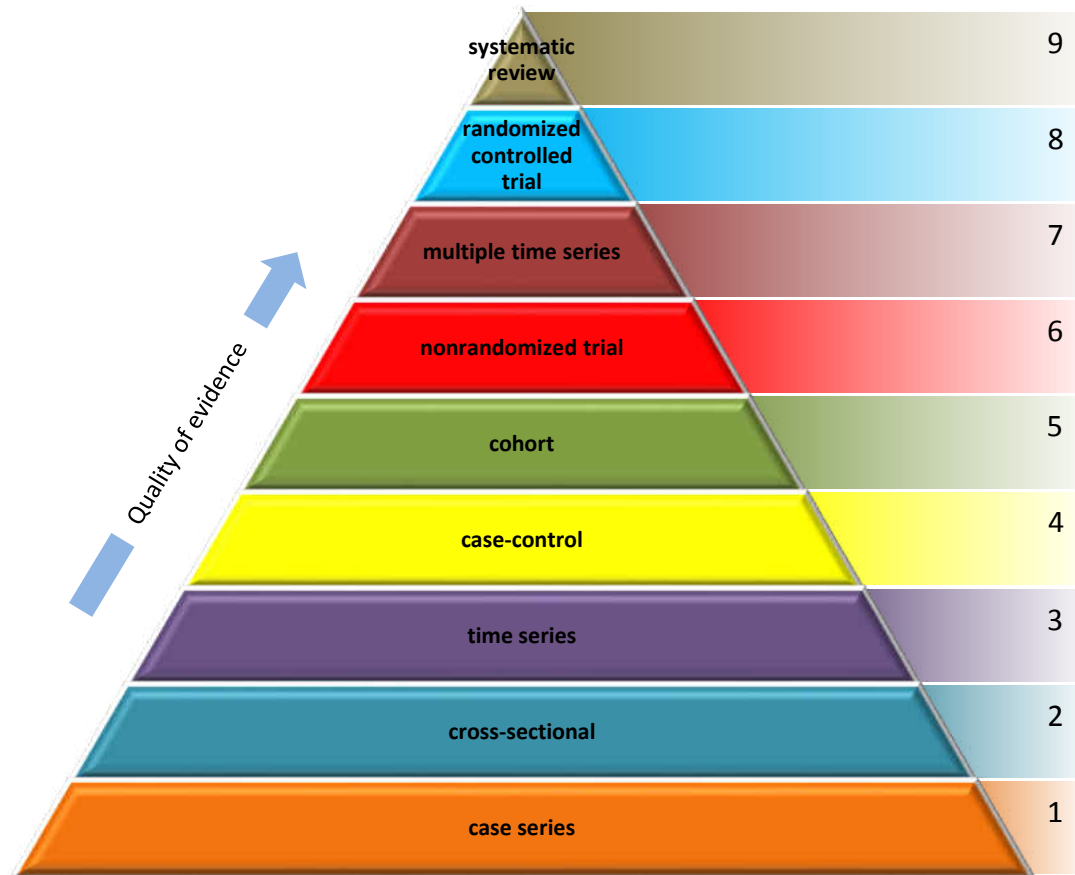 systematic
review
9
randomized
controlled
trial
8
multiple time series
7
nonrandomized trial
6
cohort
5
case-control
4
time series
3
cross-sectional
2
case series
1
Quality of evidence